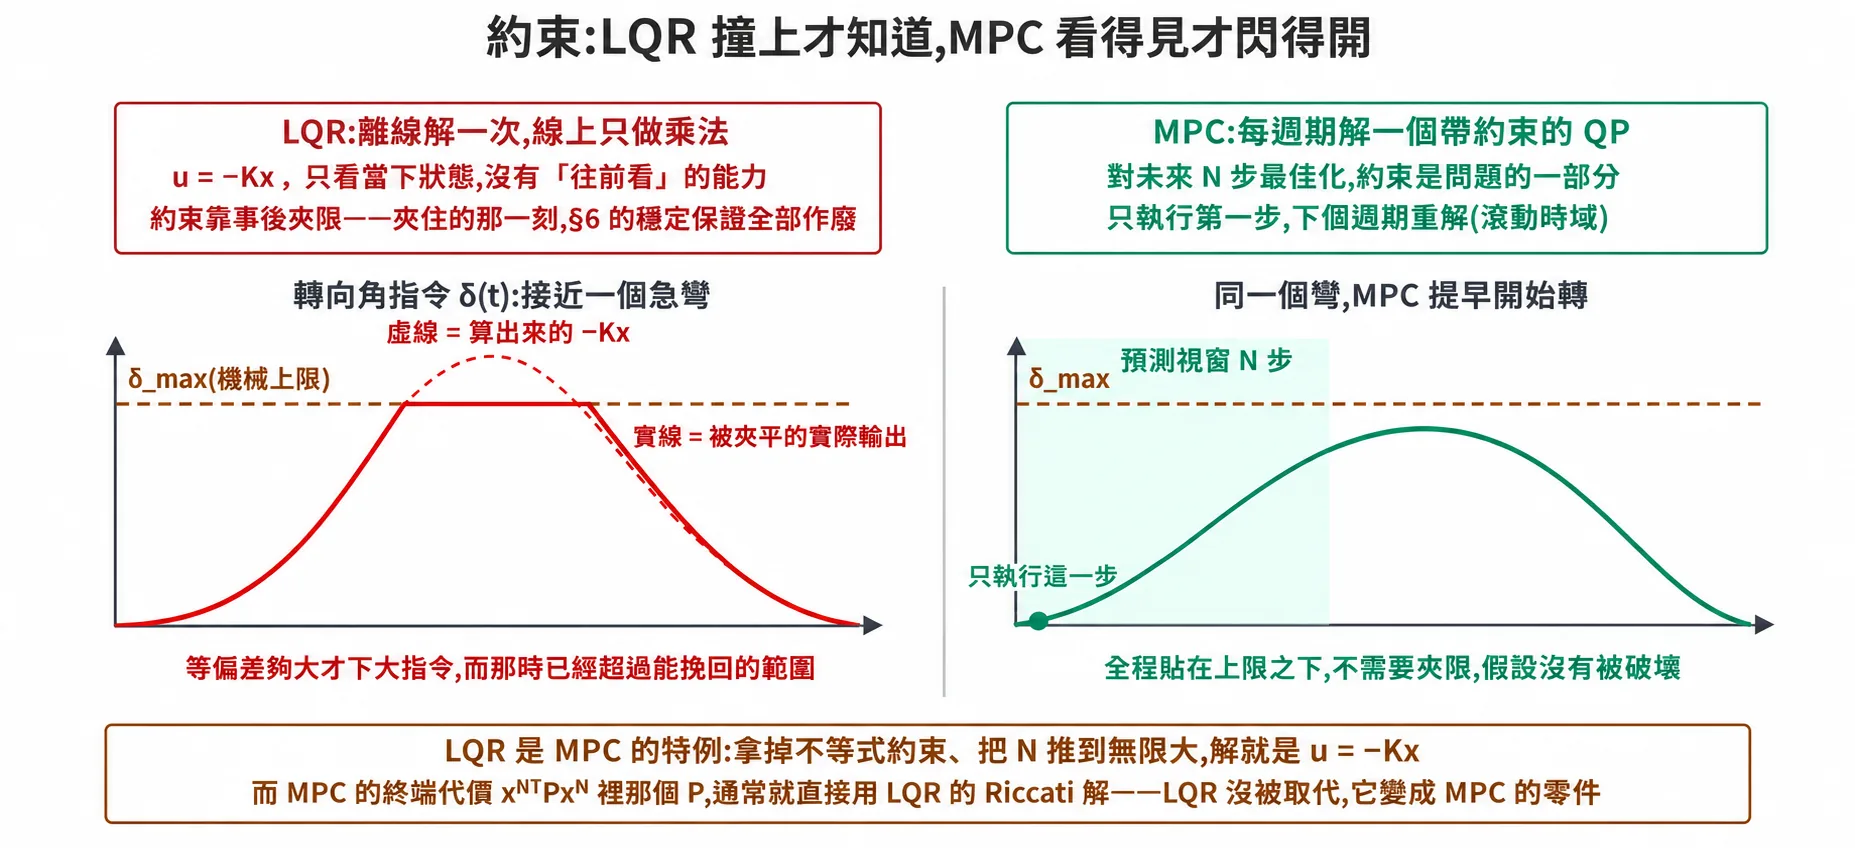 約束:LQR 撞上才知道,MPC 看得見才閃得開
LQR:離線解一次,線上只做乘法
u = −Kx , 只看當下狀態,沒有「往前看」的能力
約束靠事後夾限——夾住的那一刻,§6 的穩定保證全部作廢
MPC:每週期解一個帶約束的 QP
對未來 N 步最佳化,約束是問題的一部分
只執行第一步,下個週期重解(滾動時域)
轉向角指令 δ(t):接近一個急彎
虛線 = 算出來的 −Kx
δ_max(機械上限)
實線 = 被夾平的實際輸出
等偏差夠大才下大指令,而那時已經超過能挽回的範圍
同一個彎,MPC 提早開始轉
預測視窗 N 步
δ_max
只執行這一步
全程貼在上限之下,不需要夾限,假設沒有被破壞
LQR 是 MPC 的特例:拿掉不等式約束、把 N 推到無限大,解就是 u = −Kx
而 MPC 的終端代價 xᴺᵀPxᴺ 裡那個 P,通常就直接用 LQR 的 Riccati 解——LQR 沒被取代,它變成 MPC 的零件